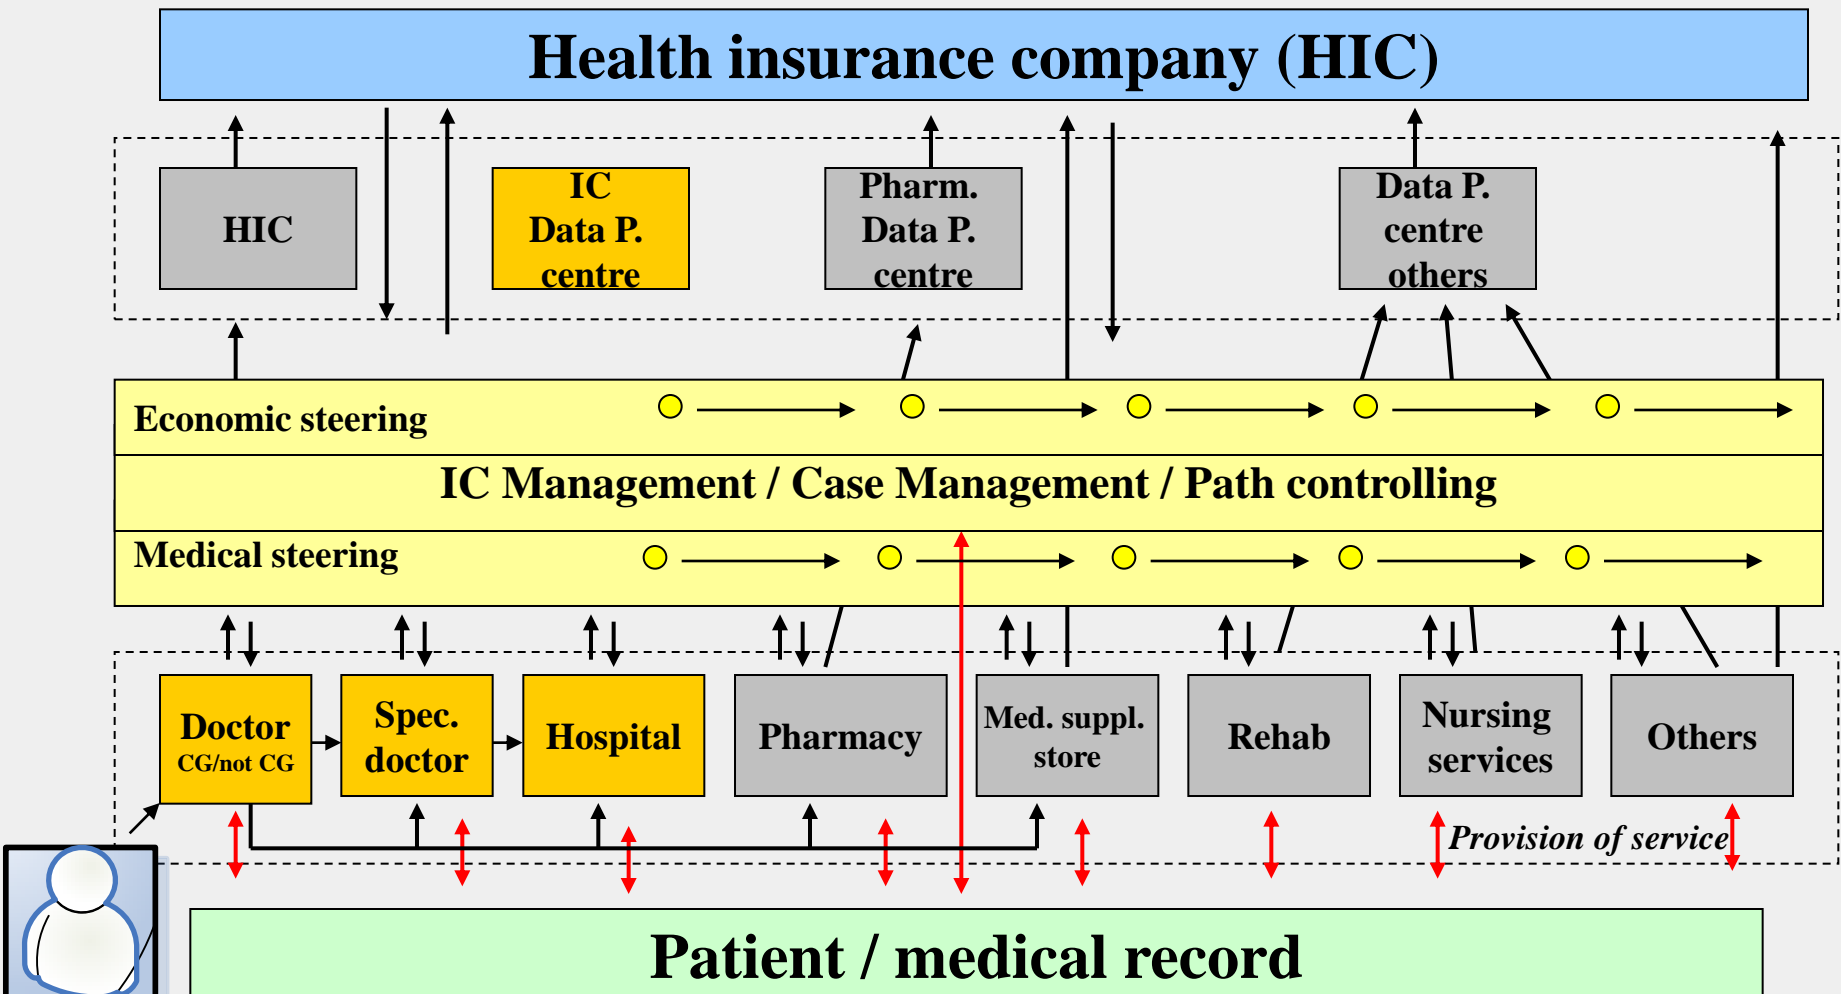 Health insurance company (HIC)
HIC
IC
Data P.
centre
Pharm.
Data P.
centre
Data P.
centre
others
Economic steering
IC Management / Case Management / Path controlling
Medical steering
Doctor
CG/not CG
Spec.
doctor
Hospital
Pharmacy
Med. suppl.
store
Rehab
Nursing
services
Others
Provision of service
Patient / medical record